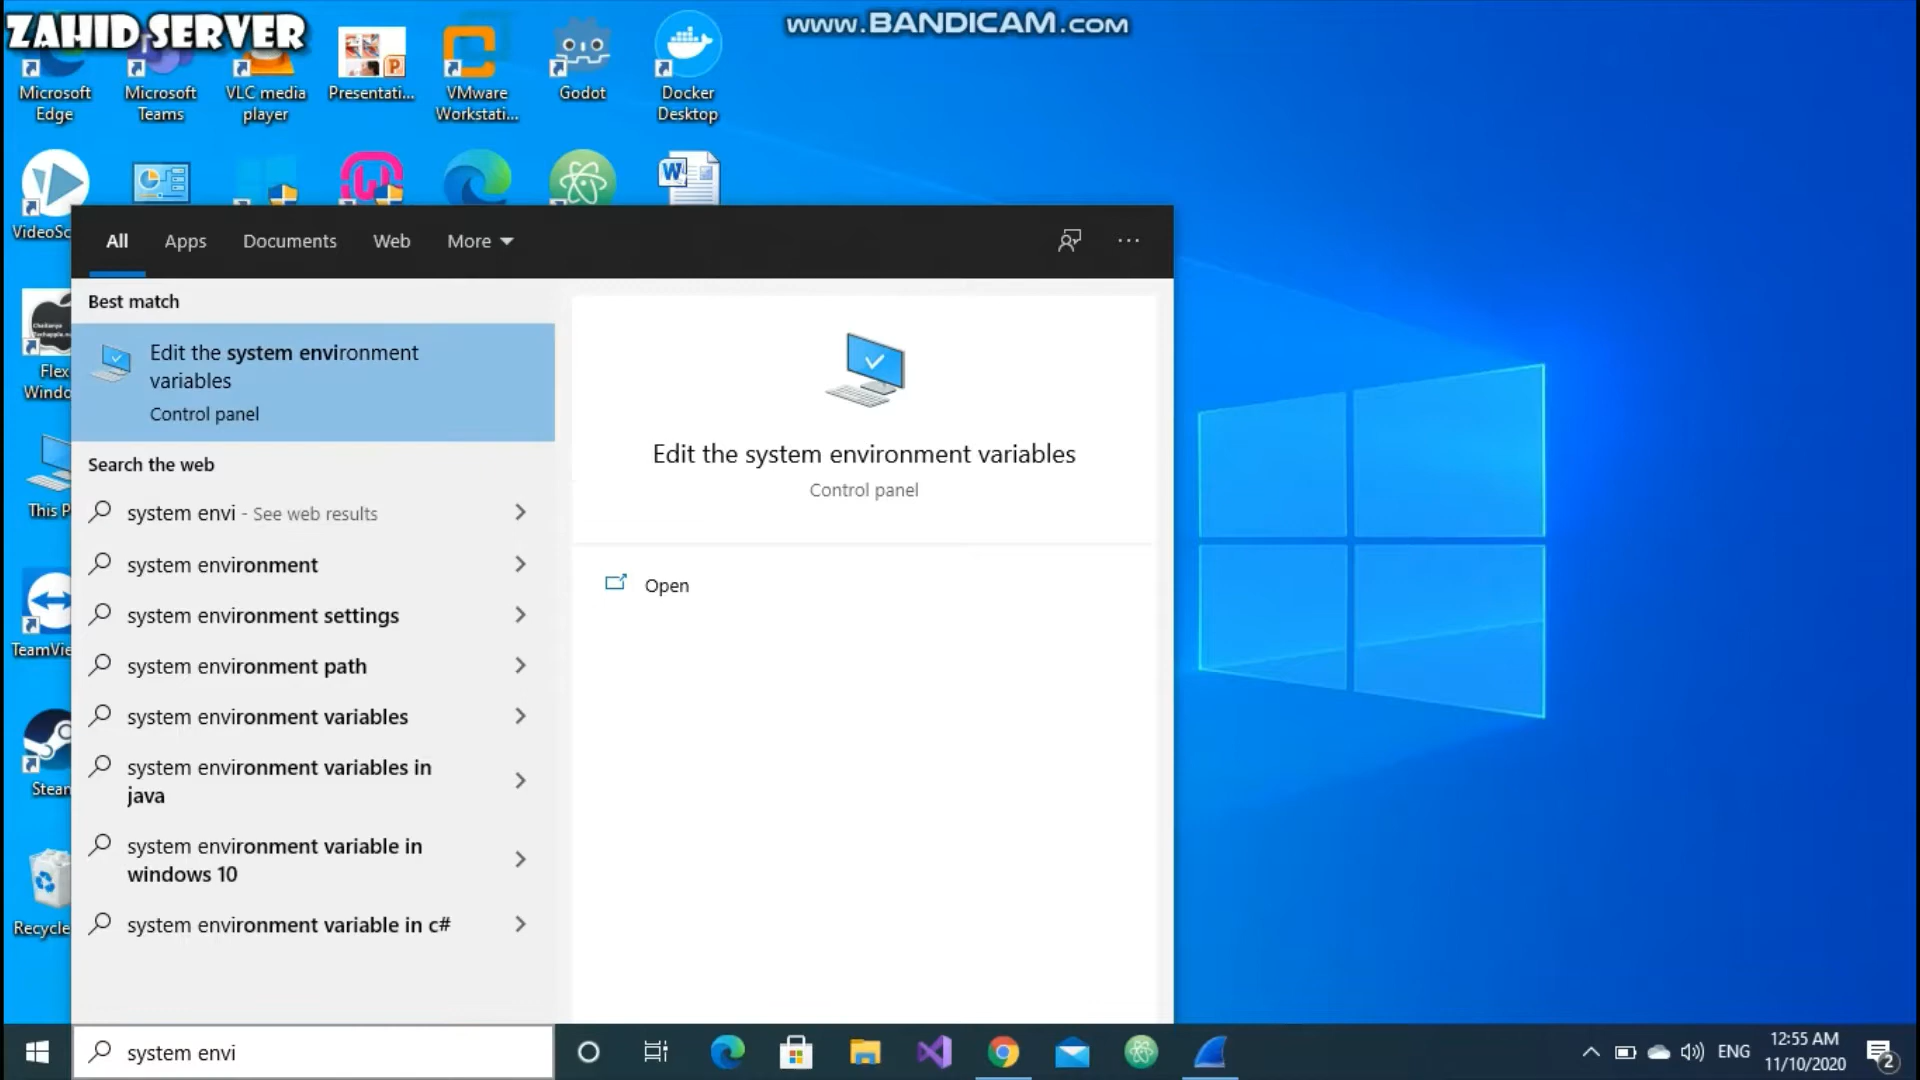 ZAHID SERVER
www.BANDICAM.com
Microsoft
Edge
Microsoft
Teams
VLC media
player
Presentati...
VMware
Workstati...
Godot
Docker
Desktop
VideoSc
Flex
Windo
This P
TeamVie
Steam
Recycle
All
Apps
Documents
Web
More
Best match
Edit the system environment
variables
Control panel
Search the web
system envi - See web results
system environment
system environment settings
system environment path
system environment variables
system environment variables in
java
system environment variable in
windows 10
system environment variable in c#
Edit the system environment variables
Control panel
Open
system envi
ENG
12:55 AM
11/10/2020
2